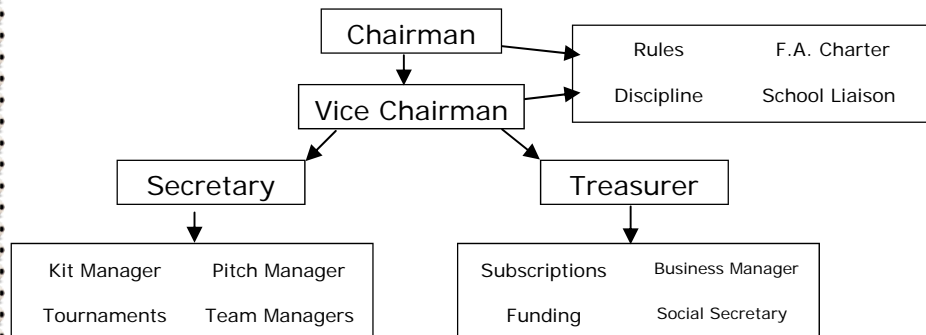 Chairman
Rules F.A. Charter
Discipline School Liaison
Vice Chairman
Secretary Treasurer
Kit Manager Pitch Manager
Tournaments Team Managers
Subscriptions Business Manager
Funding Social Secretary